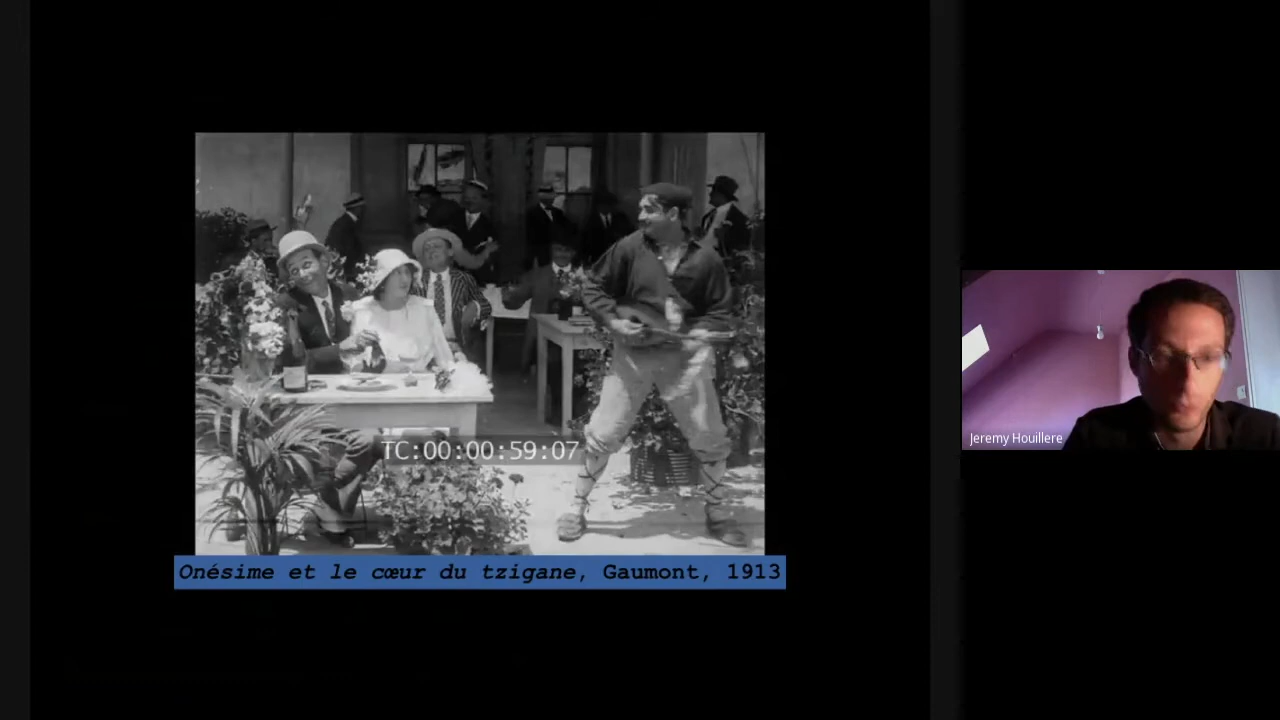 TC:00:00:59:07
Onésime et le cœur du tzigane, Gaumont, 1913
Jeremy Houillere